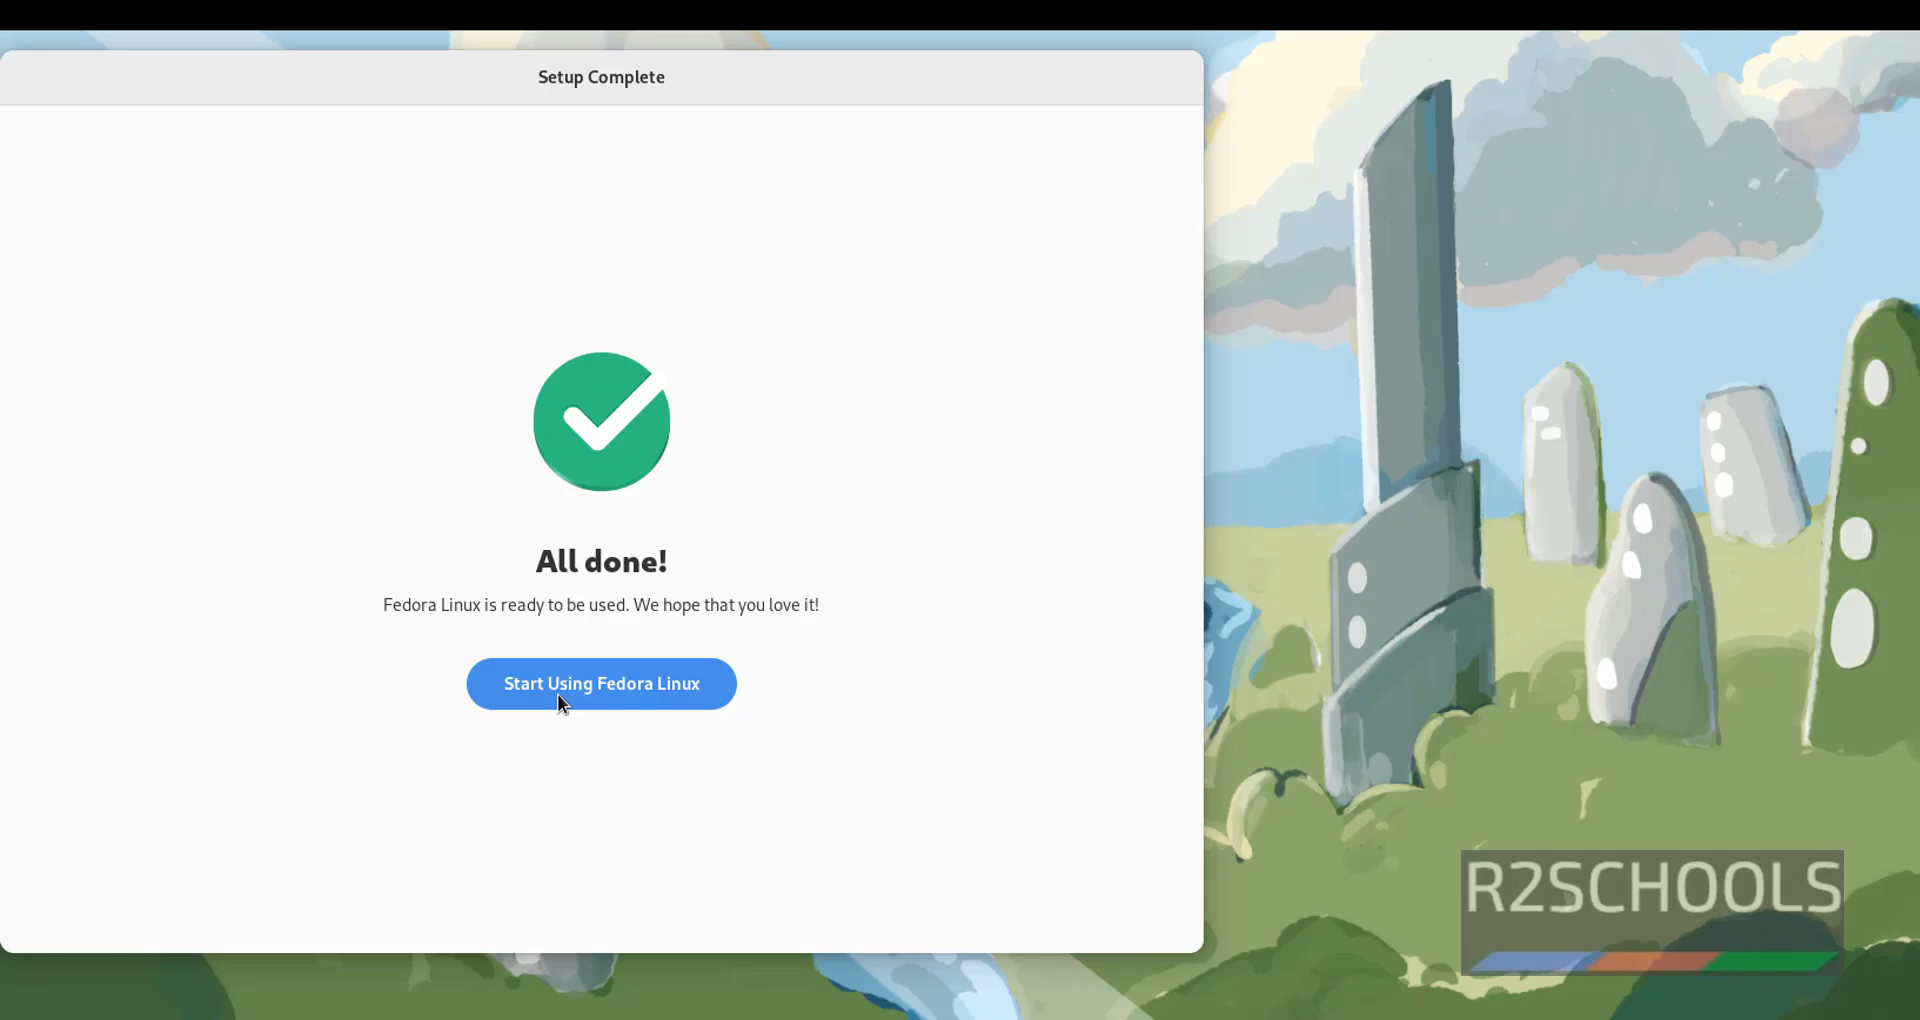 Setup Complete
All done!
Fedora Linux is ready to be used. We hope that you love it!
Start Using Fedora Linux
R2SCHOOLS